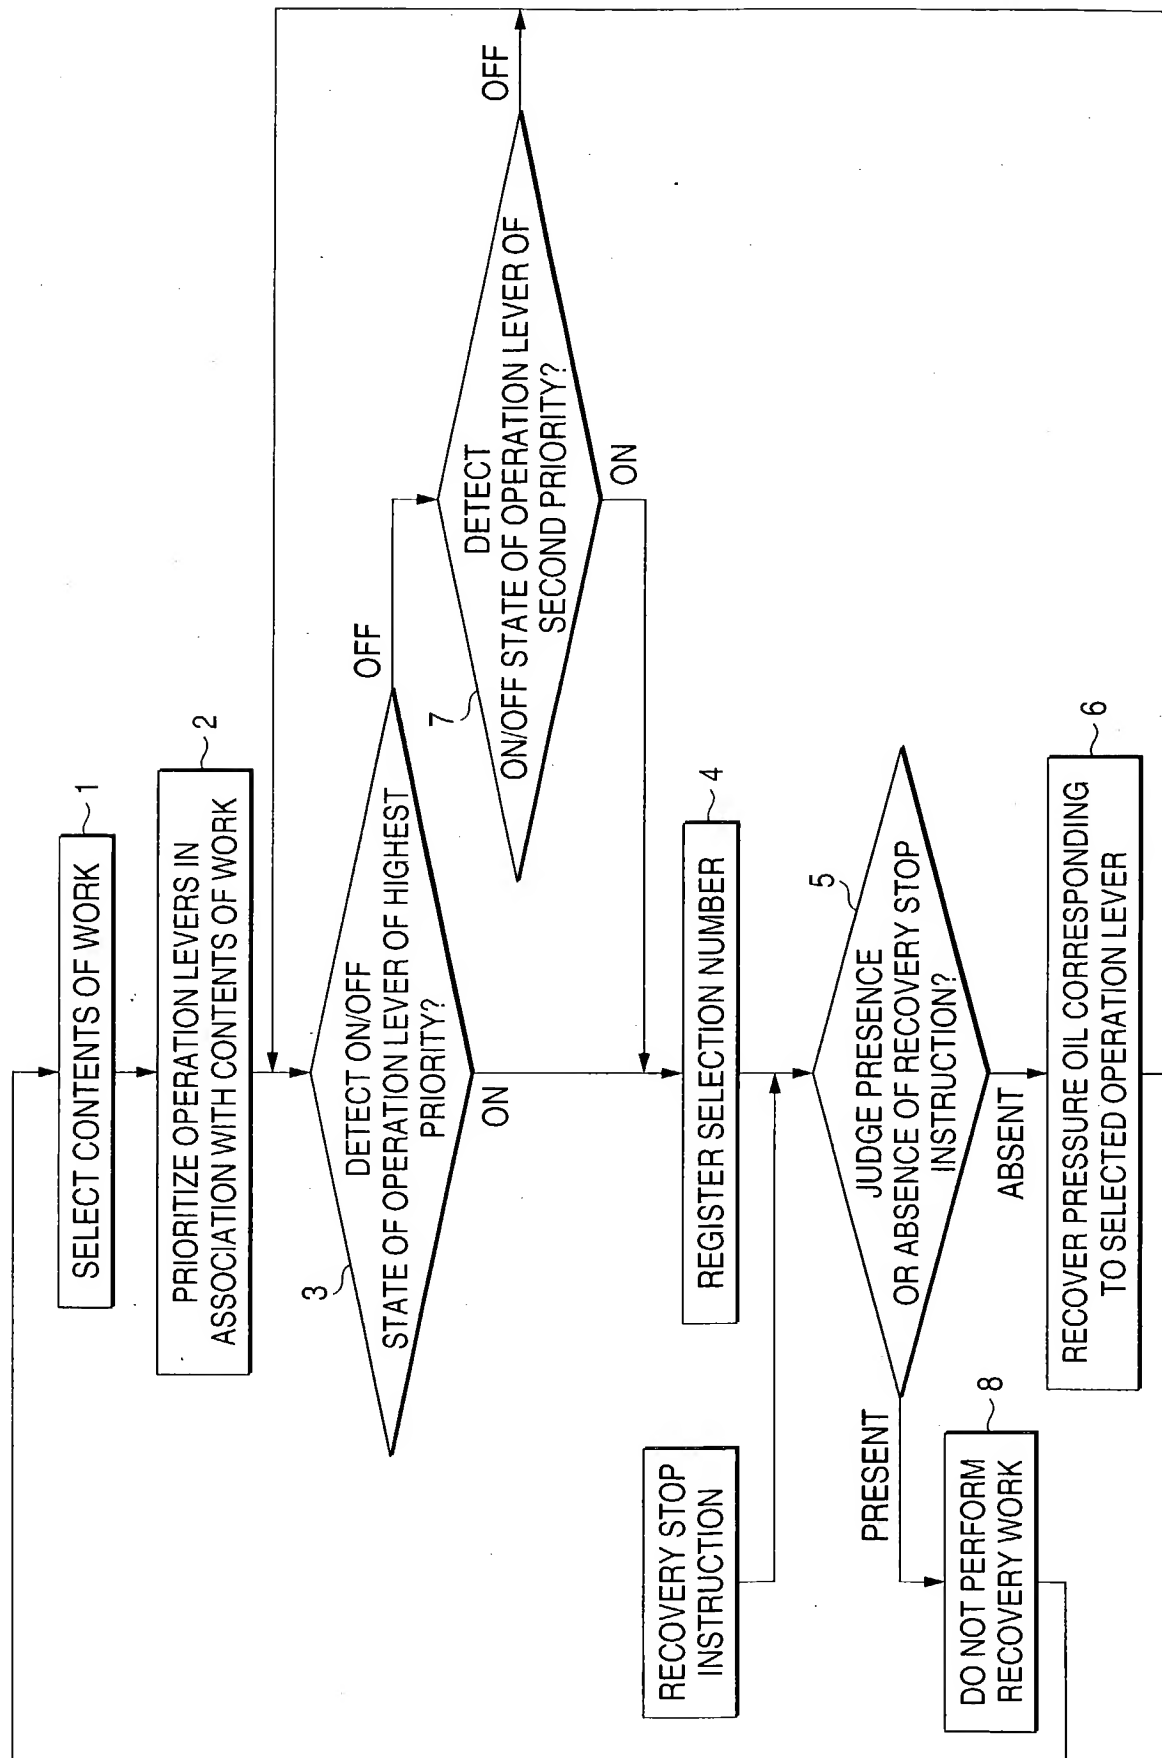 SELECT CONTENTS OF WORK
1
PRIORITIZE OPERATION LEVERS IN
ASSOCIATION WITH CONTENTS OF WORK
2
DETECT ON/OFF
STATE OF OPERATION LEVER OF HIGHEST
PRIORITY?
3
OFF
ON
DETECT
ON/OFF STATE OF OPERATION LEVER OF
SECOND PRIORITY?
7
OFF
ON
REGISTER SELECTION NUMBER
4
RECOVERY STOP
INSTRUCTION
JUDGE PRESENCE
OR ABSENCE OF RECOVERY STOP
INSTRUCTION?
5
PRESENT
ABSENT
DO NOT PERFORM
RECOVERY WORK
8
RECOVER PRESSURE OIL CORRESPONDING
TO SELECTED OPERATION LEVER
6